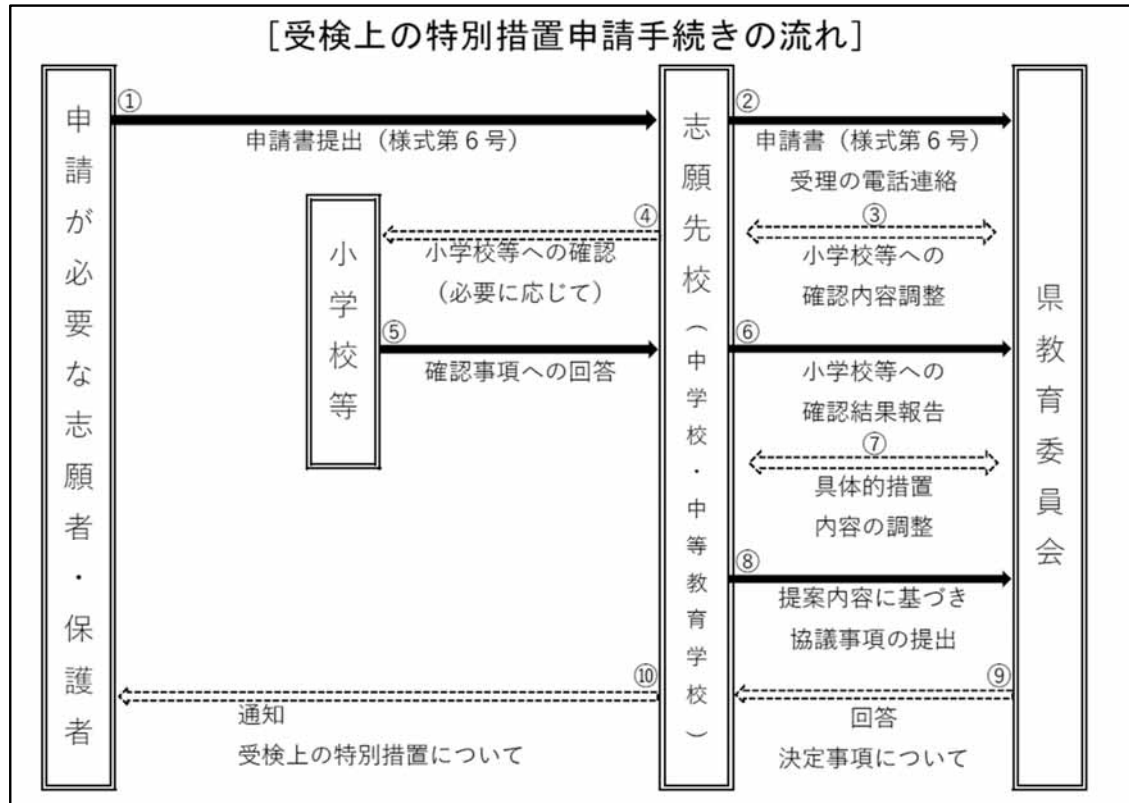 [受検上の特別措置申請手続きの流れ]
申請が必要な志願者・保護者
①
申請書提出（様式第６号）
志願先校（中学校・中等教育学校）
②
申請書（様式第６号）
受理の電話連絡
県教育委員会
③
小学校等への
確認内容調整
④
小学校等への確認
（必要に応じて）
小学校等
⑤
確認事項への回答
⑥
小学校等への
確認結果報告
⑦
具体的措置
内容の調整
⑧
提案内容に基づき
協議事項の提出
⑨
回答
決定事項について
⑩
通知
受検上の特別措置について